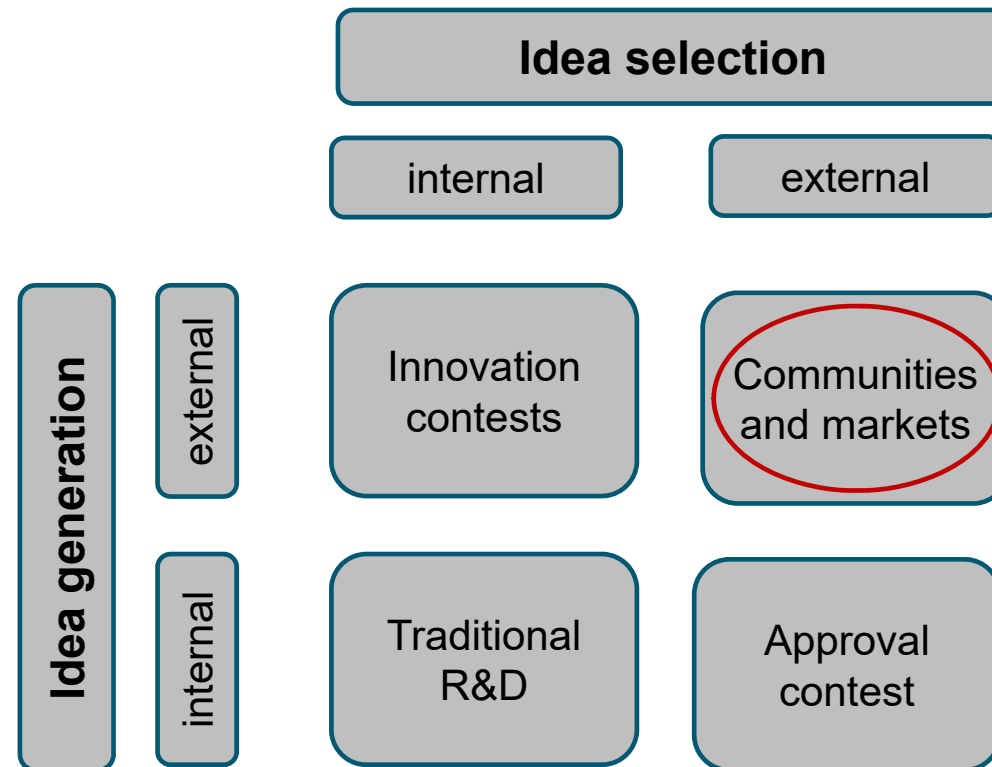 Idea selection
internal
external
Idea generation
external
Innovation
contests
Communities
and markets
internal
Traditional
R&D
Approval
contest